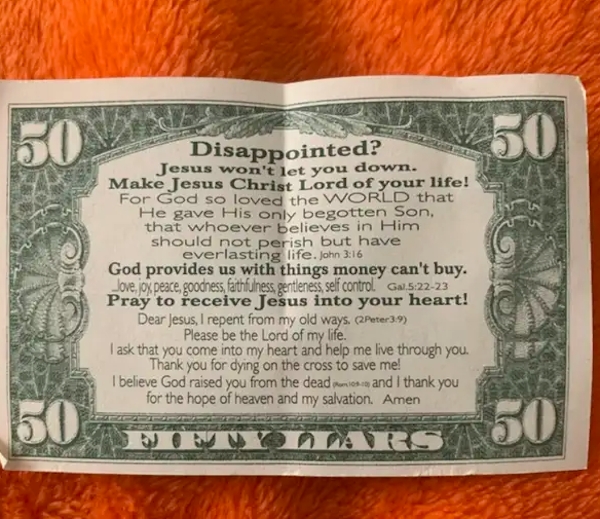 50 50
Disappointed?
Jesus won't let you down.
Make Jesus Christ Lord of your life!
For God so loved the WORLD that
He gave His only begotten Son,
that whoever believes in Him
should not perish but have
everlasting life. John 3:16
God provides us with things money can't buy.
...love, joy, peace, goodness, faithfulness, gentleness, self control. Gal.5:22-23
Pray to receive Jesus into your heart!
Dear Jesus, I repent from my old ways. (2Peter3:9)
Please be the Lord of my life.
I ask that you come into my heart and help me live through you.
Thank you for dying on the cross to save me!
I believe God raised you from the dead (Rom.10:9-10) and I thank you
for the hope of heaven and my salvation. Amen
50 FIFTY LIARS 50